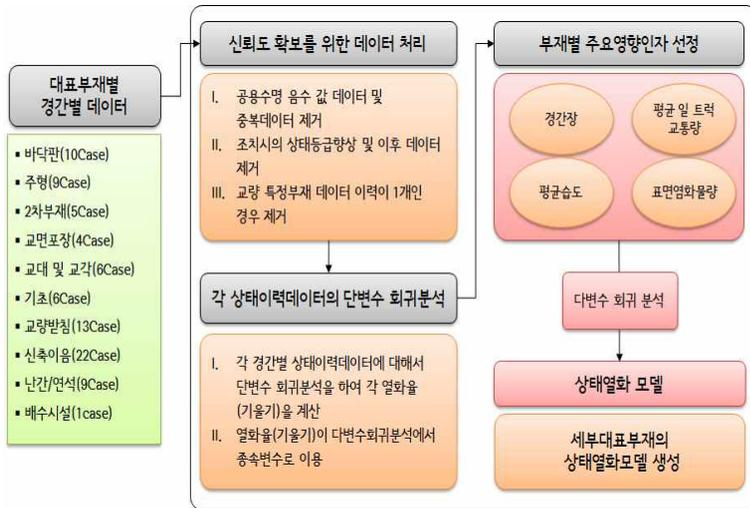 대표부재별
경간별 데이터
▪ 바닥판(10Case)
▪ 주형(9Case)
▪ 2차부재(5Case)
▪ 교면포장(4Case)
▪ 교대 및 교각(6Case)
▪ 기초(6Case)
▪ 교량받침(13Case)
▪ 신축이음(22Case)
▪ 난간/연석(9Case)
▪ 배수시설(1case)
신뢰도 확보를 위한 데이터 처리
I. 공용수명 음수 값 데이터 및
중복데이터 제거
II. 조치시의 상태등급향상 및 이후 데이터
제거
III. 교량 특정부재 데이터 이력이 1개인
경우 제거
각 상태이력데이터의 단변수 회귀분석
I. 각 경간별 상태이력데이터에 대해서
단변수 회귀분석을 하여 각 열화율
(기울기)을 계산
II. 열화율(기울기)이 다변수회귀분석에서
종속변수로 이용
부재별 주요영향인자 선정
경간장
평균 일 트럭
교통량
평균습도
표면염화물량
다변수 회귀 분석
상태열화 모델
세부대표부재의
상태열화모델 생성